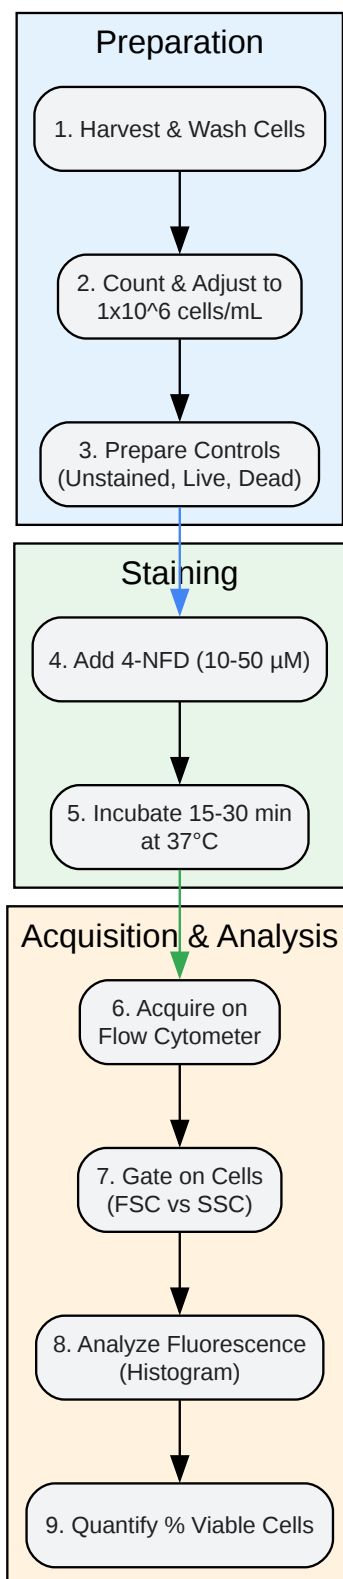 Preparation
1. Harvest & Wash Cells
2. Count & Adjust to
1x10^6 cells/mL
3. Prepare Controls
(Unstained, Live, Dead)
Staining
4. Add 4-NFD (10-50 µM)
5. Incubate 15-30 min
at 37°C
Acquisition & Analysis
6. Acquire on
Flow Cytometer
7. Gate on Cells
(FSC vs SSC)
8. Analyze Fluorescence
(Histogram)
9. Quantify % Viable Cells